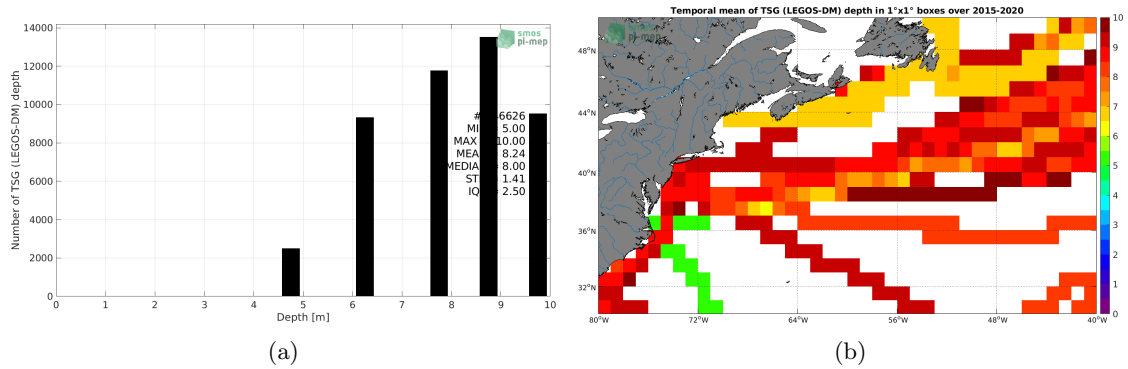 14000
12000
10000
8000
6000
4000
2000
0
Number of TSG (LEGOS-DM) depth
0 1 2 3 4 5 6 7 8 9 10
Depth [m]
smos
pi-mep
6626
5.00
MAX 10.00
8.24
MEDIA 8.00
1.41
2.50
(a)
Temporal mean of TSG (LEGOS-DM) depth in 1°x1° boxes over 2015-2020
smos
pi-mep
48°N
44°N
40°N
36°N
32°N
80°W 72°W 64°W 56°W 48°W 40°W
10
9
8
7
6
5
4
3
2
1
0
(b)